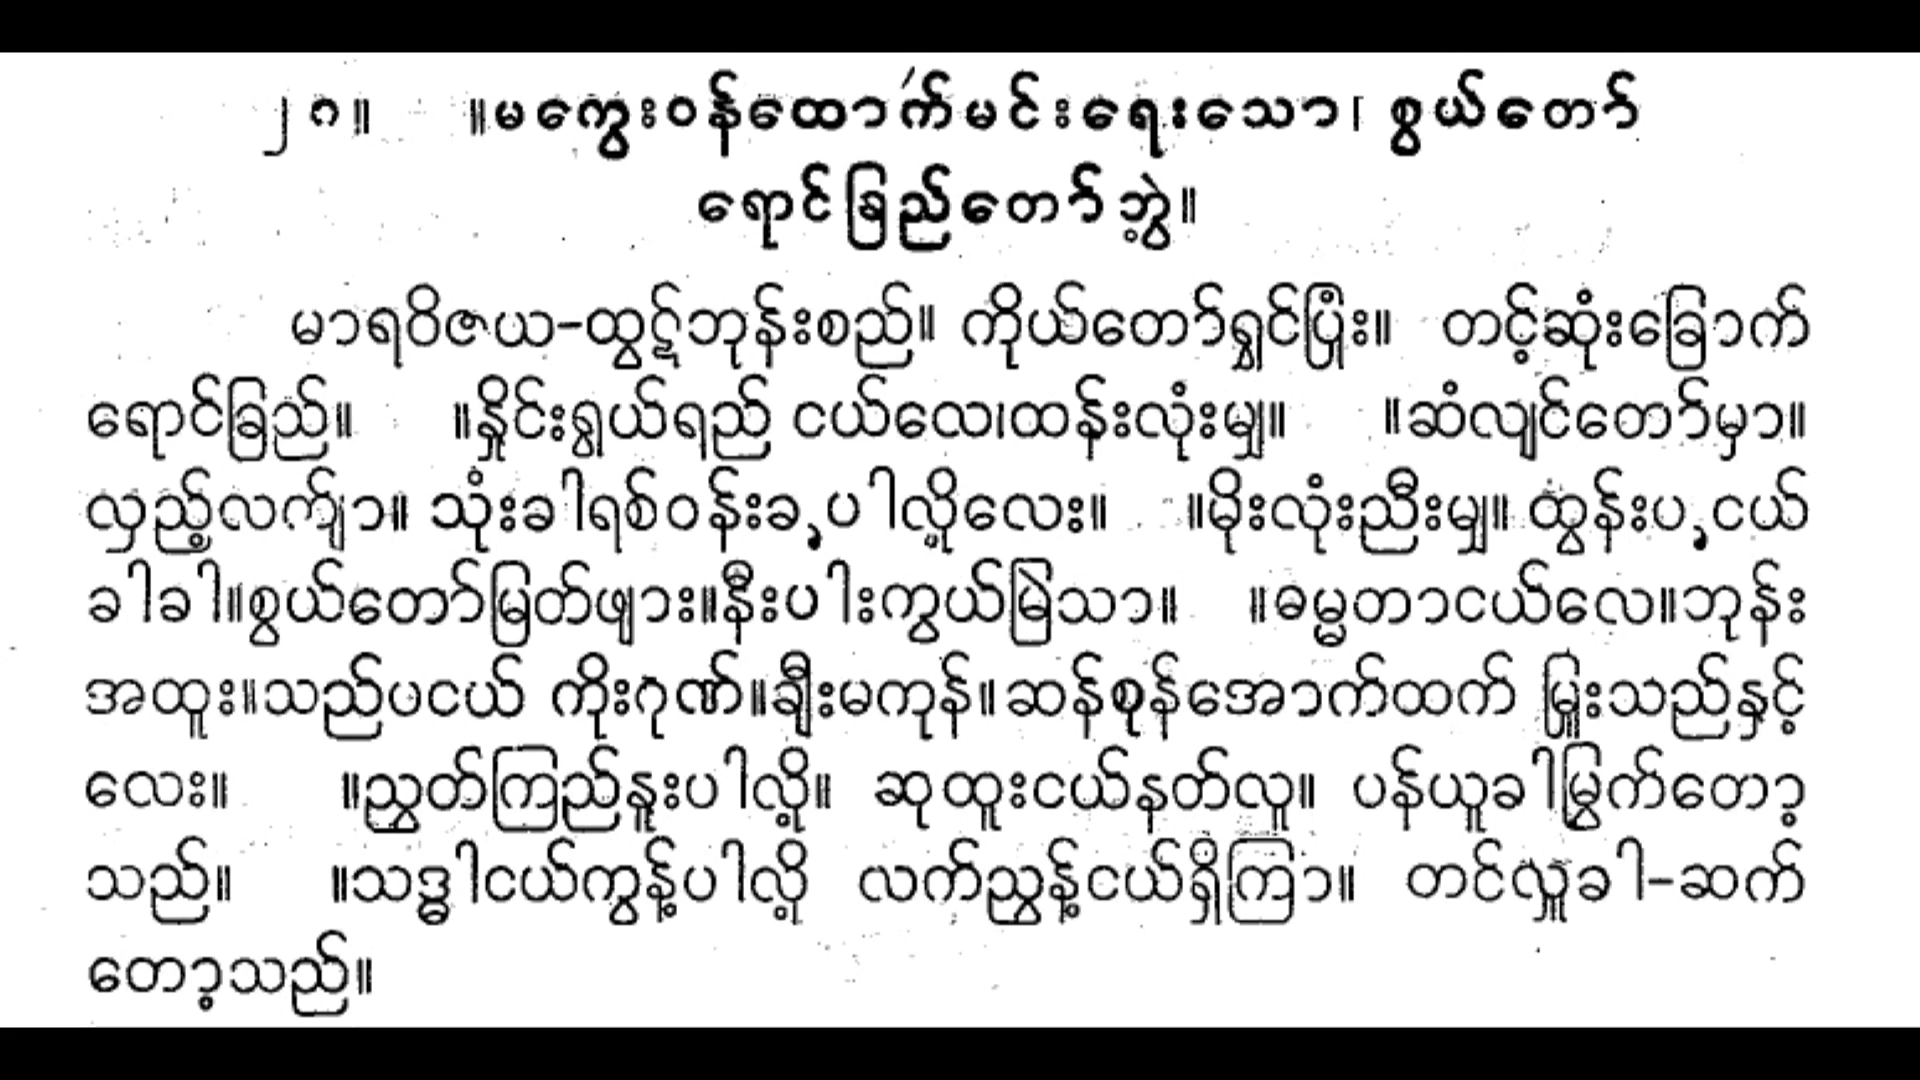 ၂၈။ ။မကွေးဝန်ထောက်မင်းရေးသော၊ စွယ်တော်
ရောင်ခြည်တော်ဘွဲ့။
မာရဝိဇယ-ထွဋ်ဘုန်းစည်။ ကိုယ်တော်ရှွင်ပြုံး။ တင့်ဆုံးခြောက်
ရောင်ခြည်။ ။နှိုင်းရွယ်ရည် ငယ်လေ၊ထန်းလုံးမျှ။ ။ဆံလျင်တော်မှာ။
လှည့်လက်ျာ။ သုံးခါရစ်ဝန်းခ,ပါလှို့လေး။ ။မိုးလုံးညီးမျှ။ ထွန်းပ,ငယ်
ခါခါ။စွယ်တော်မြတ်ဖျား။နီးပါးကွယ်မြဲသာ။ ။ဓမ္မတာငယ်လေ။ဘုန်း
အထူး။သည်ပငယ် ကိုးဂုဏ်။ချီးမကုန်။ဆန်စုန်အောက်ထက် မြှူးသည်နှင့်
လေး။ ။ညွတ်ကြည်နူးပါလို့။ ဆုထူးငယ်နတ်လူ။ ပန်ယူခါမြွက်တော့
သည်။ ။သဒ္ဓါငယ်ကွန့်ပါလို့ လက်ညွန့်ငယ်ရှိကြာ။ တင်လှူခါ-ဆက်
တော့သည်။